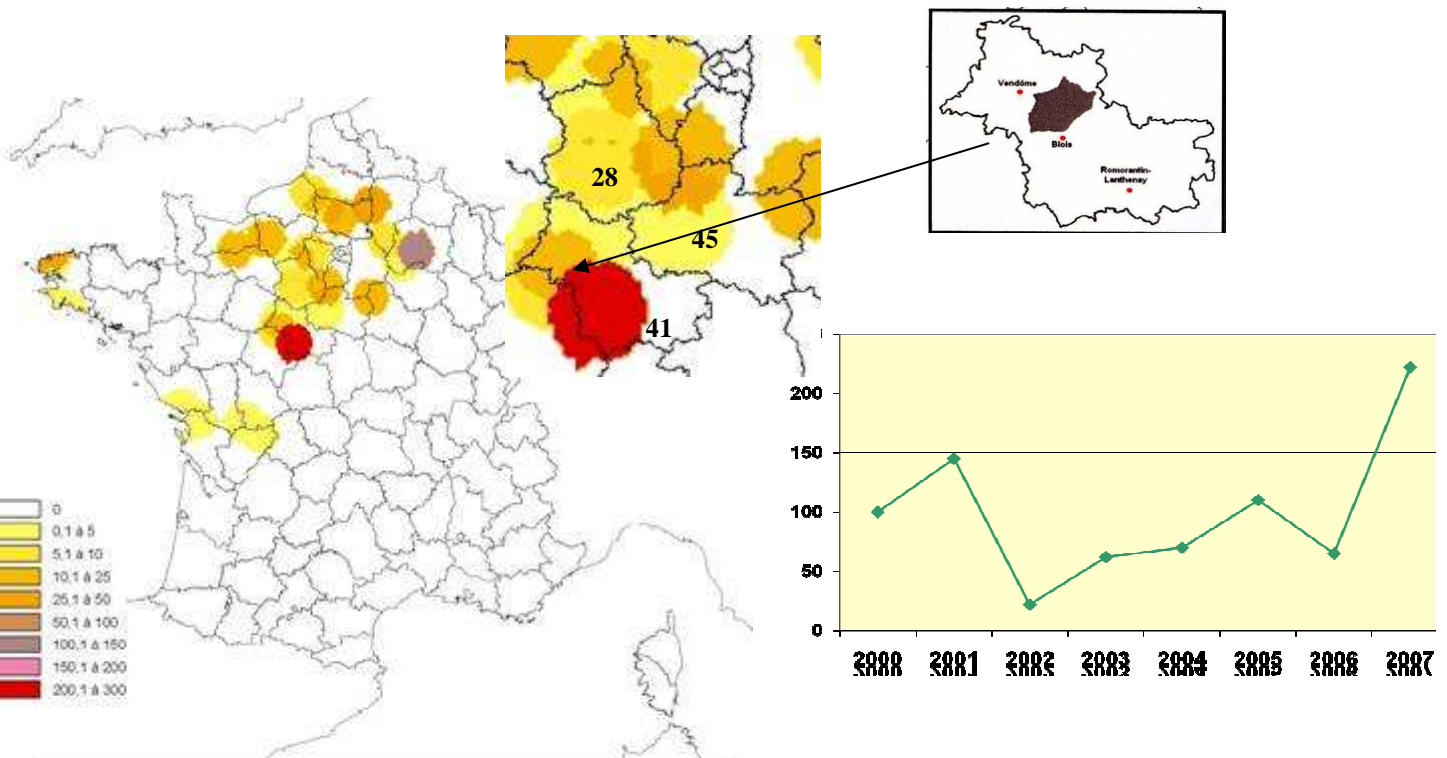 Vendôme
Blois
Romorantin-
Lanthenay
28
45
41
0
0,1 à 5
5,1 à 10
10,1 à 25
25,1 à 50
50,1 à 100
100,1 à 150
150,1 à 200
200,1 à 300
200
150
100
50
0
2000 2001 2002 2003 2004 2005 2006 2007